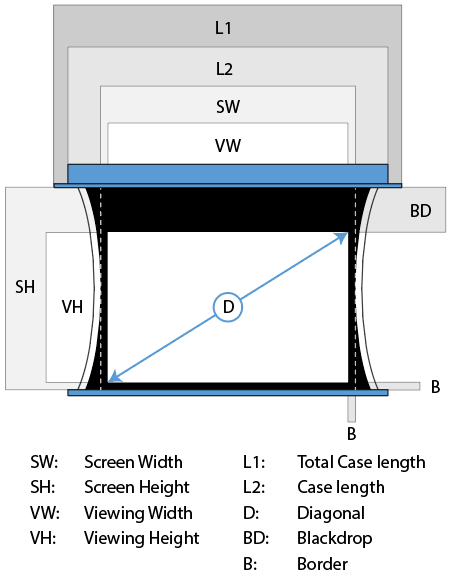 L1
L2
SW
VW
BD
SH
VH
D
B
B
SW: Screen Width
SH: Screen Height
VW: Viewing Width
VH: Viewing Height
L1: Total Case length
L2: Case length
D: Diagonal
BD: Blackdrop
B: Border